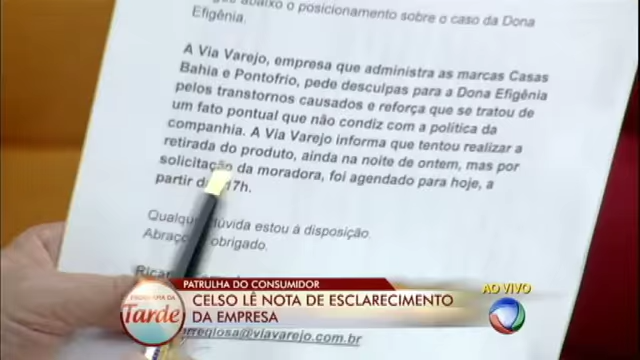 abaixo o posicionamento sobre o caso da Dona
Efigênia.
A Via Varejo, empresa que administra as marcas Casas
Bahia e Pontofrio, pede desculpas para a Dona Efigênia
pelos transtornos causados e reforça que se tratou de
um fato pontual que não condiz com a política da
companhia. A Via Varejo informa que tentou realizar a
retirada do produto, ainda na noite de ontem, mas por
solicitação da moradora, foi agendado para hoje, a
partir 17h.
dúvida estou à disposição.
obrigado.
PATRULHA DO CONSUMIDOR
AO VIVO
PROGRAMA DA
Tarde
CELSO LÊ NOTA DE ESCLARECIMENTO
DA EMPRESA
@viavarejo.com.br